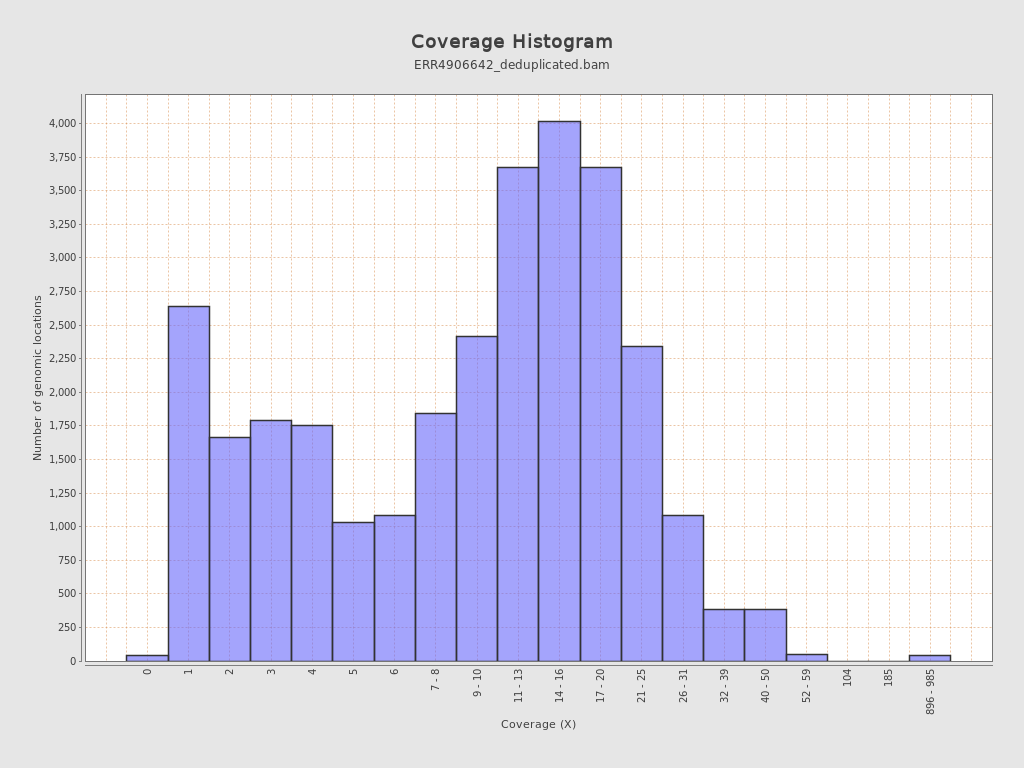 Coverage Histogram
ERR4906642_deduplicated.bam
Number of genomic locations
4,000
3,750
3,500
3,250
3,000
2,750
2,500
2,250
2,000
1,750
1,500
1,250
1,000
750
500
250
0
0
1
2
3
4
5
6
7 - 8
9 - 10
11 - 13
14 - 16
17 - 20
21 - 25
26 - 31
32 - 39
40 - 50
52 - 59
104
185
896 - 985
Coverage (X)